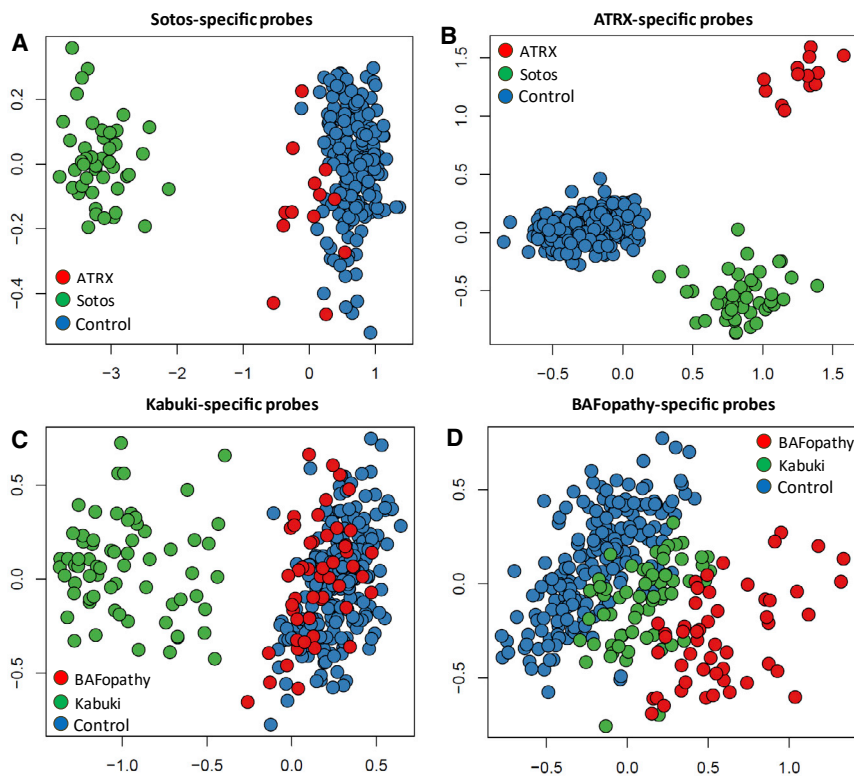 Sotos-specific probes
A
0.2
0.0
−0.2
−0.4
ATRX
Sotos
Control
−3
−2
−1
0
1
ATRX-specific probes
B
1.5
1.0
0.5
0.0
−0.5
ATRX
Sotos
Control
−0.5
0.0
0.5
1.0
1.5
Kabuki-specific probes
C
0.5
0.0
−0.5
BAFopathy
Kabuki
Control
−1.0
−0.5
0.0
0.5
BAFopathy-specific probes
D
0.5
0.0
−0.5
BAFopathy
Kabuki
Control
−0.5
0.0
0.5
1.0